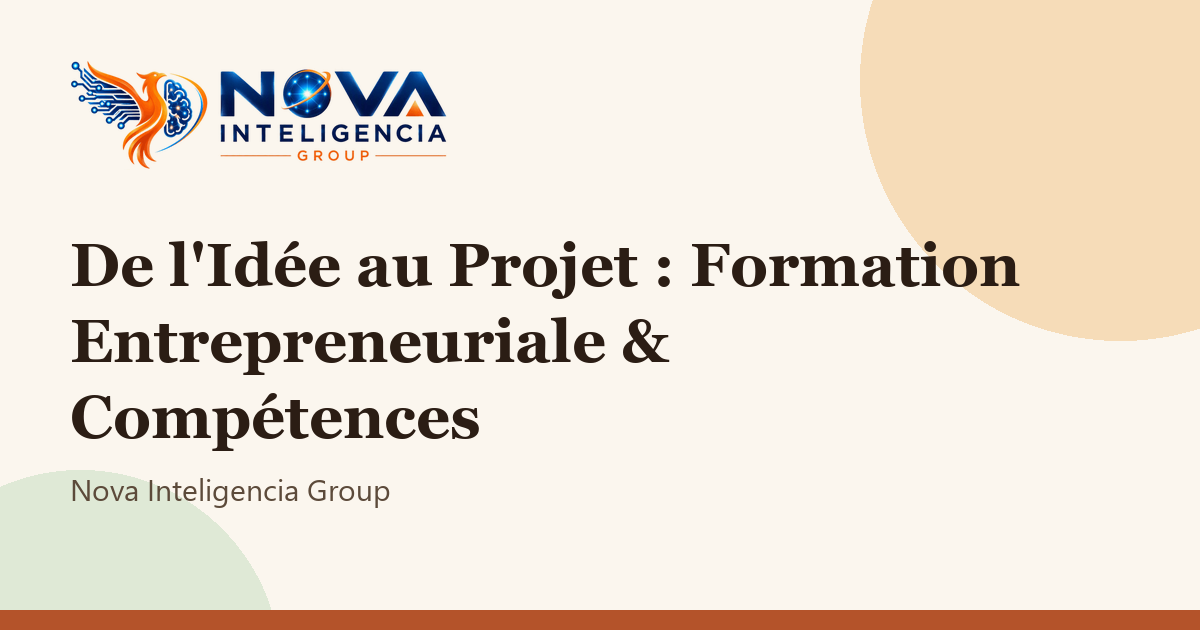 NOVA
INTELIGENCIA
GROUP
De l'Idée au Projet : Formation
Entrepreneuriale &
Compétences
Nova Inteligencia Group